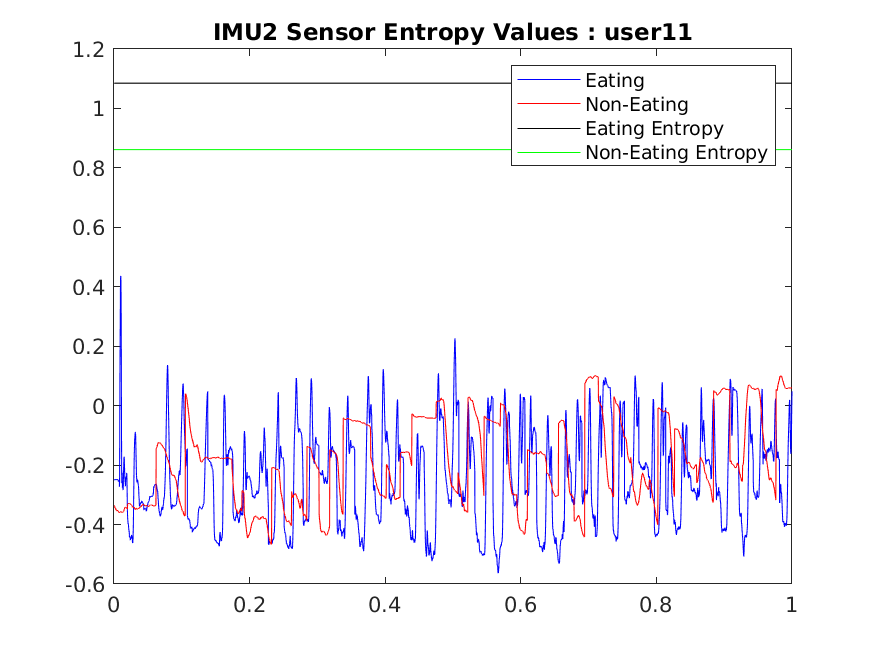 IMU2 Sensor Entropy Values : user11
1.2
1
0.8
0.6
0.4
0.2
0
-0.2
-0.4
-0.6
Eating
Non-Eating
Eating Entropy
Non-Eating Entropy
0 0.2 0.4 0.6 0.8 1